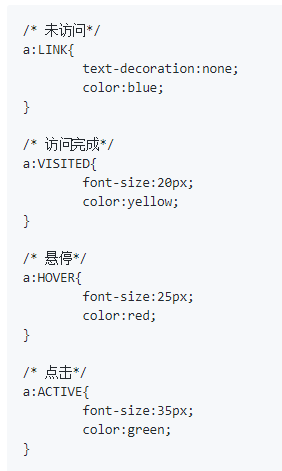 /* 未访问*/
a:LINK{
        text-decoration:none;
        color:blue;
}

/* 访问完成*/
a:VISITED{
        font-size:20px;
        color:yellow;
}

/* 悬停*/
a:HOVER{
        font-size:25px;
        color:red;
}

/* 点击*/
a:ACTIVE{
        font-size:35px;
        color:green;
}